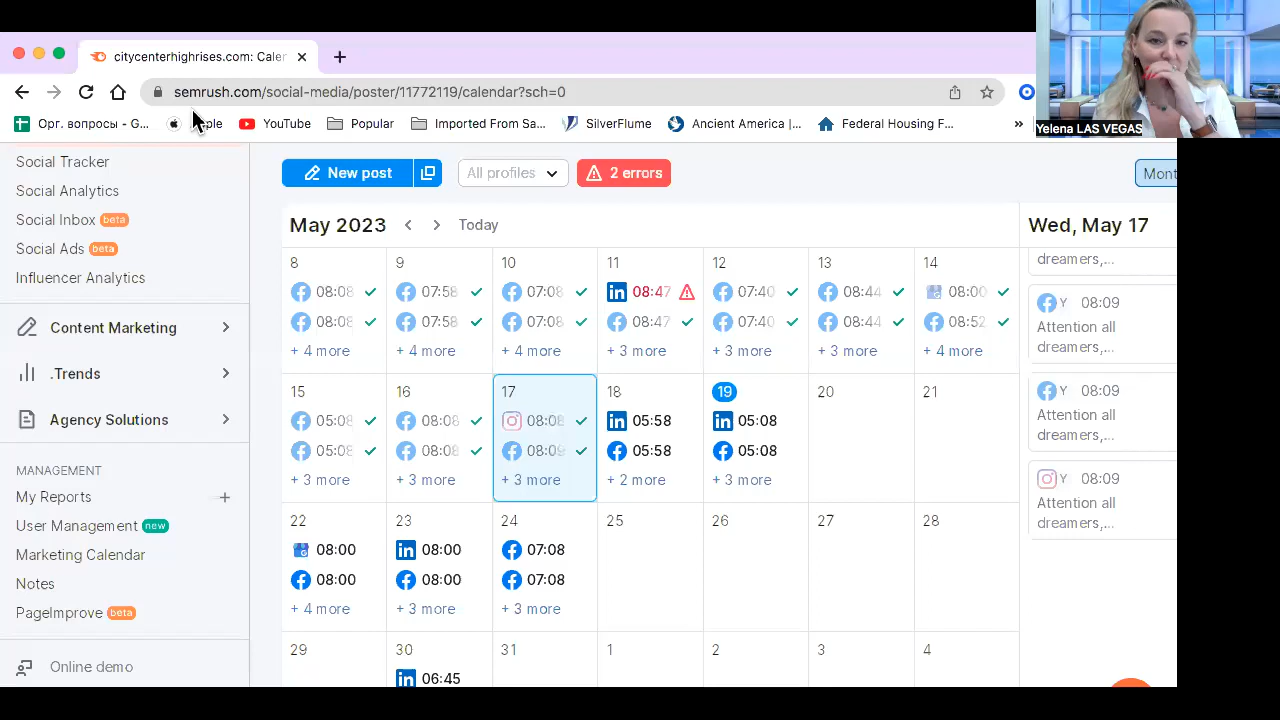 citycenterhighrises.com: Caler
semrush.com/social-media/poster/11772119/calendar?sch=0
Yelena LAS VEGAS
Орг. вопросы - G...
YouTube
Popular
Imported From Sa...
SilverFlume
Ancient America |...
Federal Housing F...
»
Social Tracker
Social Analytics
Social Inbox beta
Social Ads beta
Influencer Analytics
Content Marketing
.Trends
Agency Solutions
MANAGEMENT
My Reports
User Management new
Marketing Calendar
Notes
PageImprove beta
Online demo
New post
All profiles
2 errors
Mont
May 2023
Today
8
08:08
08:08
+ 4 more
9
07:58
07:58
+ 4 more
10
07:08
07:08
+ 4 more
11
08:47
08:47
+ 3 more
12
07:40
07:40
+ 3 more
13
08:44
08:44
+ 3 more
14
08:00
08:52
+ 4 more
15
05:08
05:08
+ 3 more
16
08:08
08:08
+ 3 more
17
08:08
08:09
+ 3 more
18
05:58
05:58
+ 2 more
19
05:08
05:08
+ 3 more
20
21
22
08:00
08:00
+ 4 more
23
08:00
08:00
+ 3 more
24
07:08
07:08
+ 3 more
25
26
27
28
29
30
06:45
31
1
2
3
4
Wed, May 17
dreamers,...
Y 08:09
Attention all
dreamers,...
Y 08:09
Attention all
dreamers,...
Y 08:09
Attention all
dreamers,...